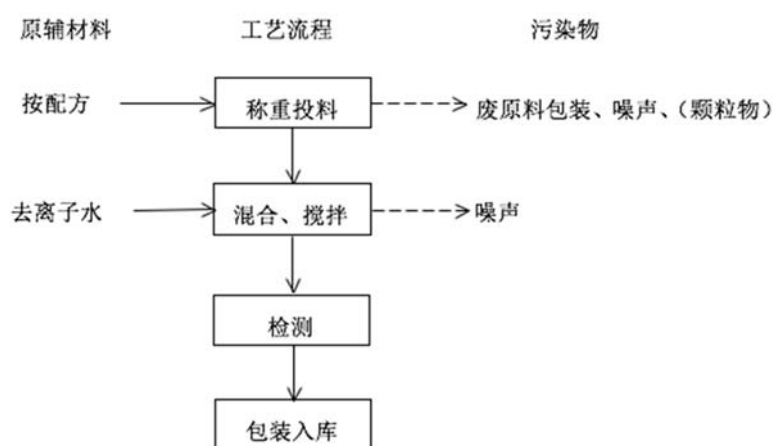 原辅材料 工艺流程 污染物
按配方 称重投料 废原料包装、噪声、(颗粒物)
去离子水 混合、搅拌 噪声
检测
包装入库